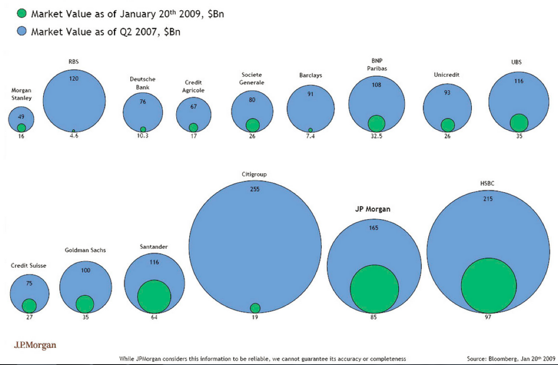 Market Value as of January 20th 2009, $Bn
Market Value as of Q2 2007, $Bn
Morgan
Stanley
49
16
RBS
120
4.6
Deutsche
Bank
76
10.3
Credit
Agricole
67
17
Societe
Generale
80
26
Barclays
91
7.4
BNP
Paribas
108
32.5
Unicredit
93
26
UBS
116
35
Credit Suisse
75
27
Goldman Sachs
100
35
Santander
116
64
Citigroup
255
19
JP Morgan
165
85
HSBC
215
97
J.P.Morgan
While JPMorgan considers this information to be reliable, we cannot guarantee its accuracy or completeness
Source: Bloomberg, Jan 20th 2009